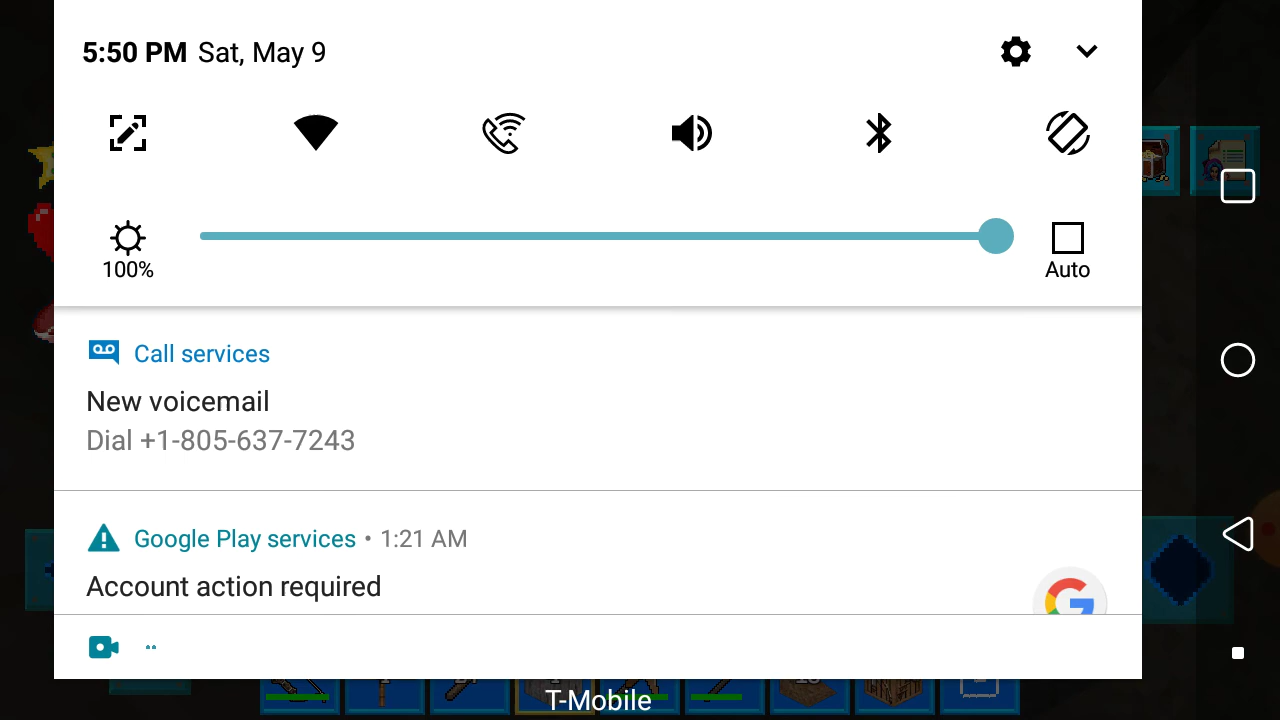 5:50 PM Sat, May 9
100%
Auto
Call services
New voicemail
Dial +1-805-637-7243
Google Play services • 1:21 AM
Account action required
T-Mobile